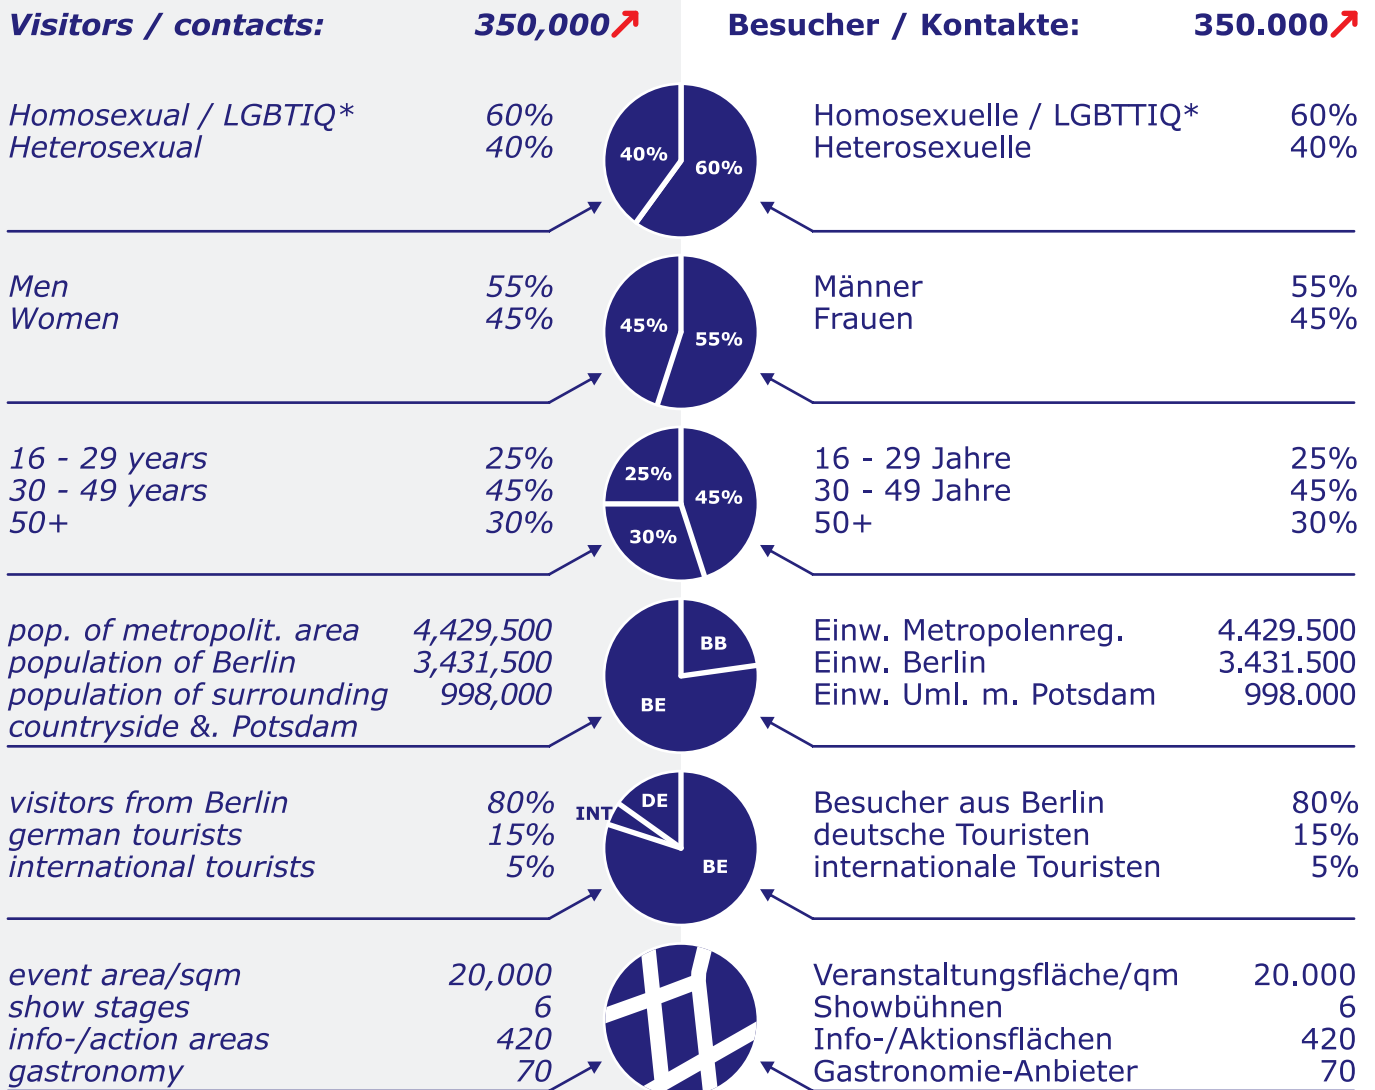 Visitors / contacts: 350,000
Homosexual / LGBTIQ* 60%
Heterosexual 40%
Men 55%
Women 45%
16 - 29 years 25%
30 - 49 years 45%
50+ 30%
pop. of metropolit. area 4,429,500
population of Berlin 3,431,500
population of surrounding 998,000
countryside &. Potsdam
visitors from Berlin 80%
german tourists 15%
international tourists 5%
event area/sqm 20,000
show stages 6
info-/action areas 420
gastronomy 70
40% 60%
45% 55%
25% 45%
30%
BB
BE
INT DE
BE
Besucher / Kontakte: 350.000
Homosexuelle / LGBTTIQ* 60%
Heterosexuelle 40%
Männer 55%
Frauen 45%
16 - 29 Jahre 25%
30 - 49 Jahre 45%
50+ 30%
Einw. Metropolenreg. 4.429.500
Einw. Berlin 3.431.500
Einw. Uml. m. Potsdam 998.000
Besucher aus Berlin 80%
deutsche Touristen 15%
internationale Touristen 5%
Veranstaltungsfläche/qm 20.000
Showbühnen 6
Info-/Aktionsflächen 420
Gastronomie-Anbieter 70